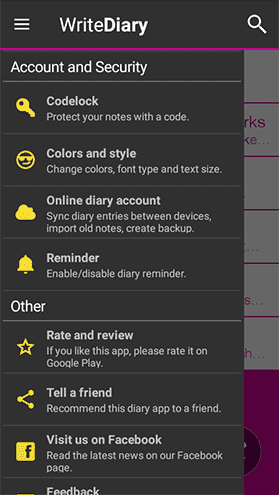 WriteDiary
Account and Security
Codelock
Protect your notes with a code.
Colors and style
Change colors, font type and text size.
Online diary account
Sync diary entries between devices,
import old notes, create backup.
Reminder
Enable/disable diary reminder.
Other
Rate and review
If you like this app, please rate it on
Google Play.
Tell a friend
Recommend this diary app to a friend.
Visit us on Facebook
Read the latest news on our Facebook
page.
Feedback